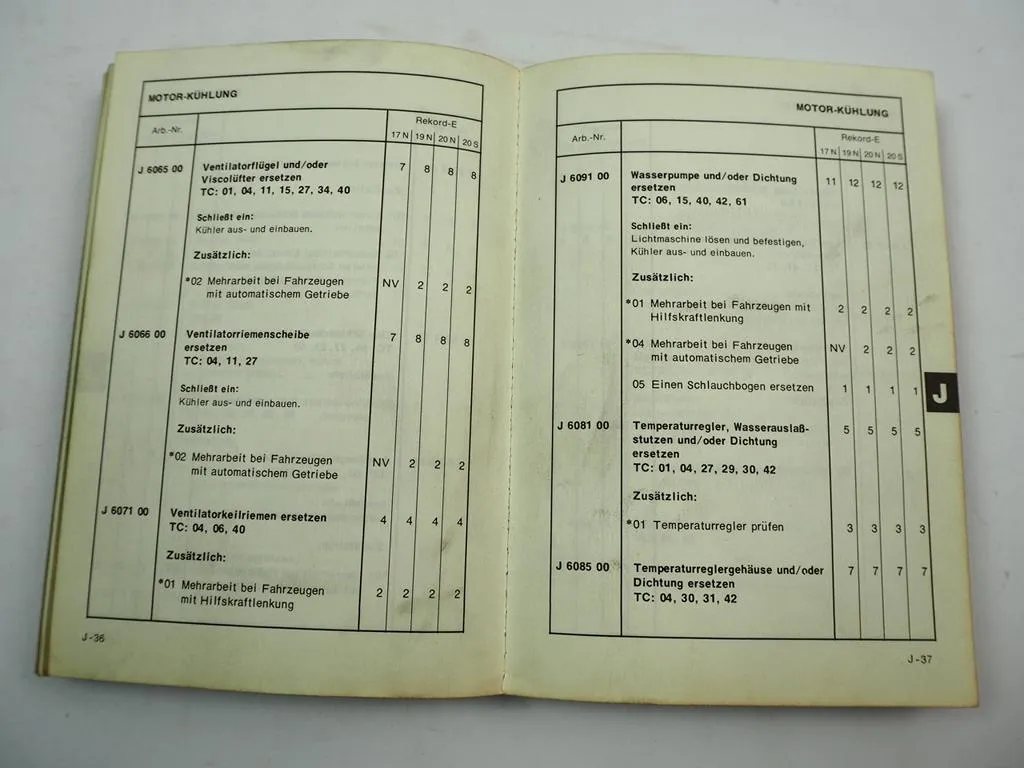 MOTOR-KÜHLUNG
Arb.-Nr.
Rekord-E
17 N 19 N 20 N 20 S
J 6065 00 Ventilatorflügel und/oder 7 8 8 8
Viscolüfter ersetzen
TC: 01, 04, 11, 15, 27, 34, 40
Schließt ein:
Kühler aus- und einbauen.
Zusätzlich:
*02 Mehrarbeit bei Fahrzeugen NV 2 2 2
mit automatischem Getriebe
J 6066 00 Ventilatorriemenscheibe 7 8 8 8
ersetzen
TC: 04, 11, 27
Schließt ein:
Kühler aus- und einbauen.
Zusätzlich:
*02 Mehrarbeit bei Fahrzeugen NV 2 2 2
mit automatischem Getriebe
J 6071 00 Ventilatorkeilriemen ersetzen 4 4 4 4
TC: 04, 06, 40
Zusätzlich:
*01 Mehrarbeit bei Fahrzeugen 2 2 2 2
mit Hilfskraftlenkung
J-36
MOTOR-KÜHLUNG
Arb.-Nr.
Rekord-E
17 N 19 N 20 N 20 S
J 6091 00 Wasserpumpe und/oder Dichtung 11 12 12 12
ersetzen
TC: 06, 15, 40, 42, 61
Schließt ein:
Lichtmaschine lösen und befestigen,
Kühler aus- und einbauen.
Zusätzlich:
*01 Mehrarbeit bei Fahrzeugen mit 2 2 2 2
Hilfskraftlenkung
*04 Mehrarbeit bei Fahrzeugen NV 2 2 2
mit automatischem Getriebe
05 Einen Schlauchbogen ersetzen 1 1 1 1
J
J 6081 00 Temperaturregler, Wasserauslaß- 5 5 5 5
stutzen und/oder Dichtung
ersetzen
TC: 01, 04, 27, 29, 30, 42
Zusätzlich:
*01 Temperaturregler prüfen 3 3 3 3
J 6085 00 Temperaturreglergehäuse und/oder 7 7 7 7
Dichtung ersetzen
TC: 04, 30, 31, 42
J-37